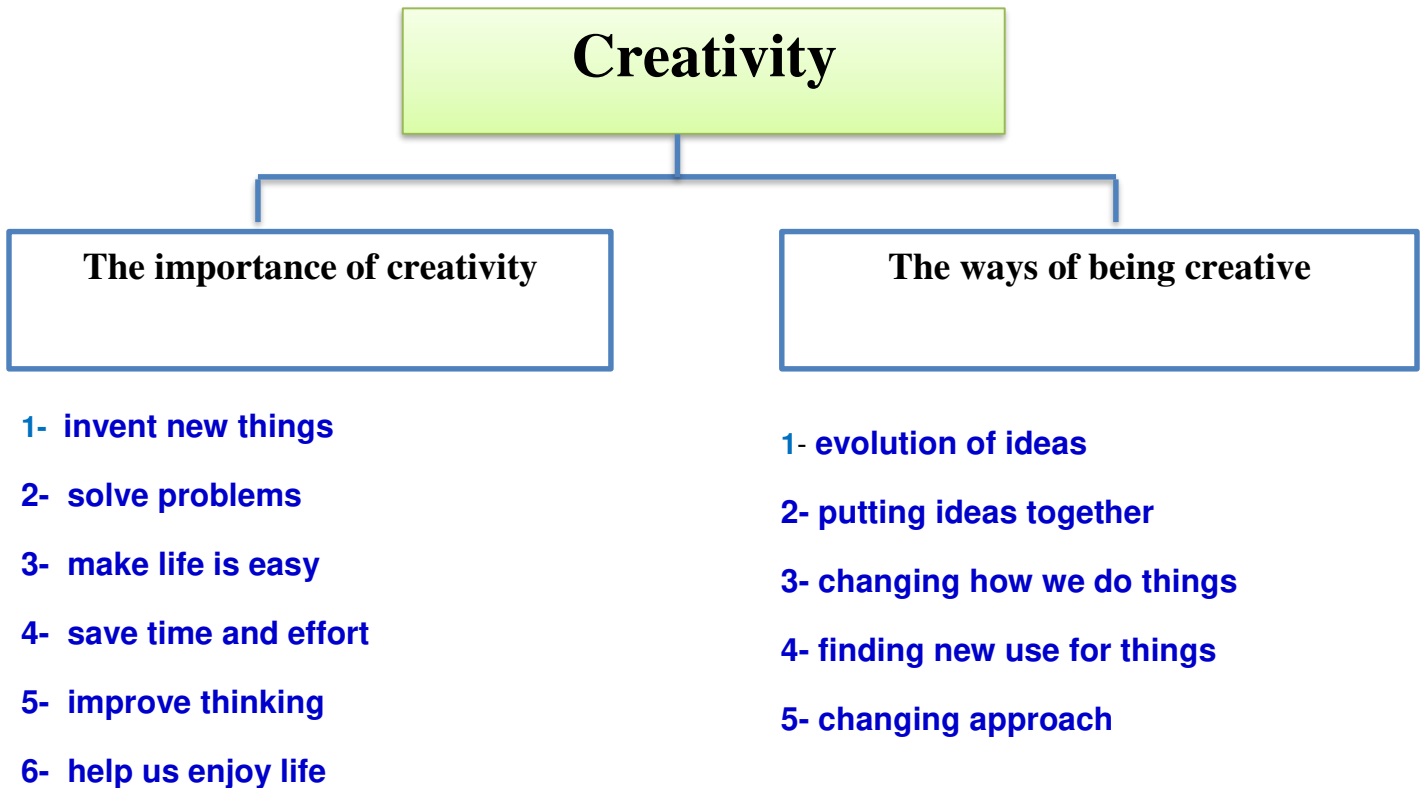 Creativity
The importance of creativity
1- invent new things
2- solve problems
3- make life is easy
4- save time and effort
5- improve thinking
6- help us enjoy life
The ways of being creative
1- evolution of ideas
2- putting ideas together
3- changing how we do things
4- finding new use for things
5- changing approach